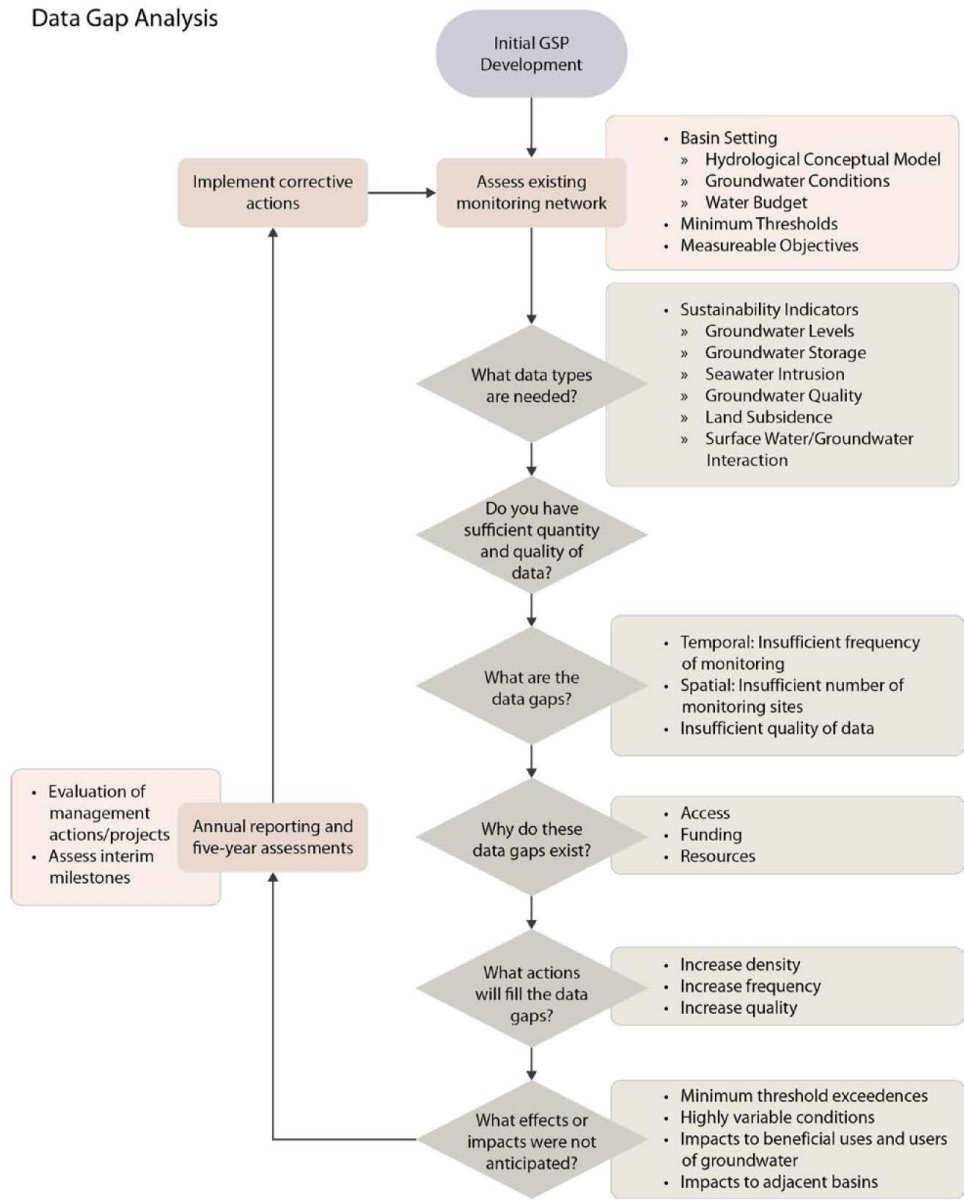 Data Gap Analysis
Initial GSP
Development
Implement corrective
actions
Assess existing
monitoring network
• Basin Setting
» Hydrological Conceptual Model
» Groundwater Conditions
» Water Budget
• Minimum Thresholds
• Measureable Objectives
What data types
are needed?
• Sustainability Indicators
» Groundwater Levels
» Groundwater Storage
» Seawater Intrusion
» Groundwater Quality
» Land Subsidence
» Surface Water/Groundwater
Interaction
Do you have
sufficient quantity
and quality of
data?
What are the
data gaps?
• Temporal: Insufficient frequency
of monitoring
• Spatial: Insufficient number of
monitoring sites
• Insufficient quality of data
• Evaluation of
management
actions/projects
• Assess interim
milestones
Annual reporting and
five-year assessments
Why do these
data gaps exist?
• Access
• Funding
• Resources
What actions
will fill the data
gaps?
• Increase density
• Increase frequency
• Increase quality
What effects or
impacts were not
anticipated?
• Minimum threshold exceedences
• Highly variable conditions
• Impacts to beneficial uses and users
of groundwater
• Impacts to adjacent basins